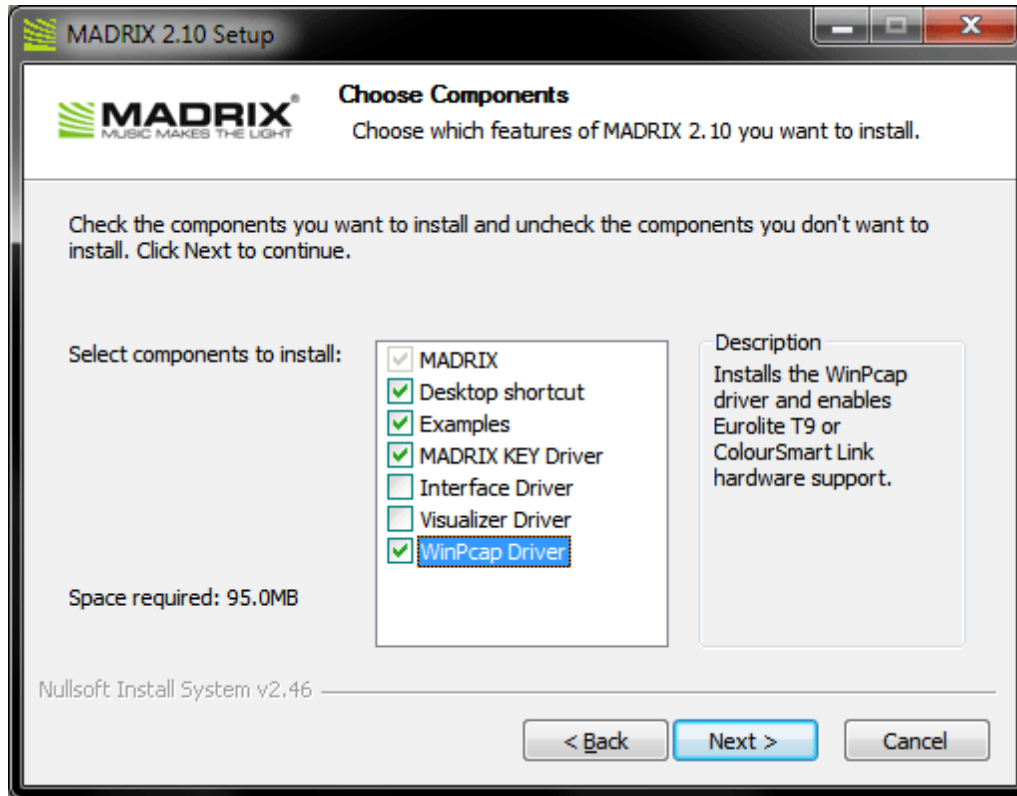 MADRIX 2.10 Setup
MADRIX®
MUSIC MAKES THE LIGHT
Choose Components
Choose which features of MADRIX 2.10 you want to install.
Check the components you want to install and uncheck the components you don't want to
install. Click Next to continue.
Select components to install:
MADRIX
Desktop shortcut
Examples
MADRIX KEY Driver
Interface Driver
Visualizer Driver
WinPcap Driver
Description
Installs the WinPcap
driver and enables
Eurolite T9 or
ColourSmart Link
hardware support.
Space required: 95.0MB
Nullsoft Install System v2.46
< Back
Next >
Cancel